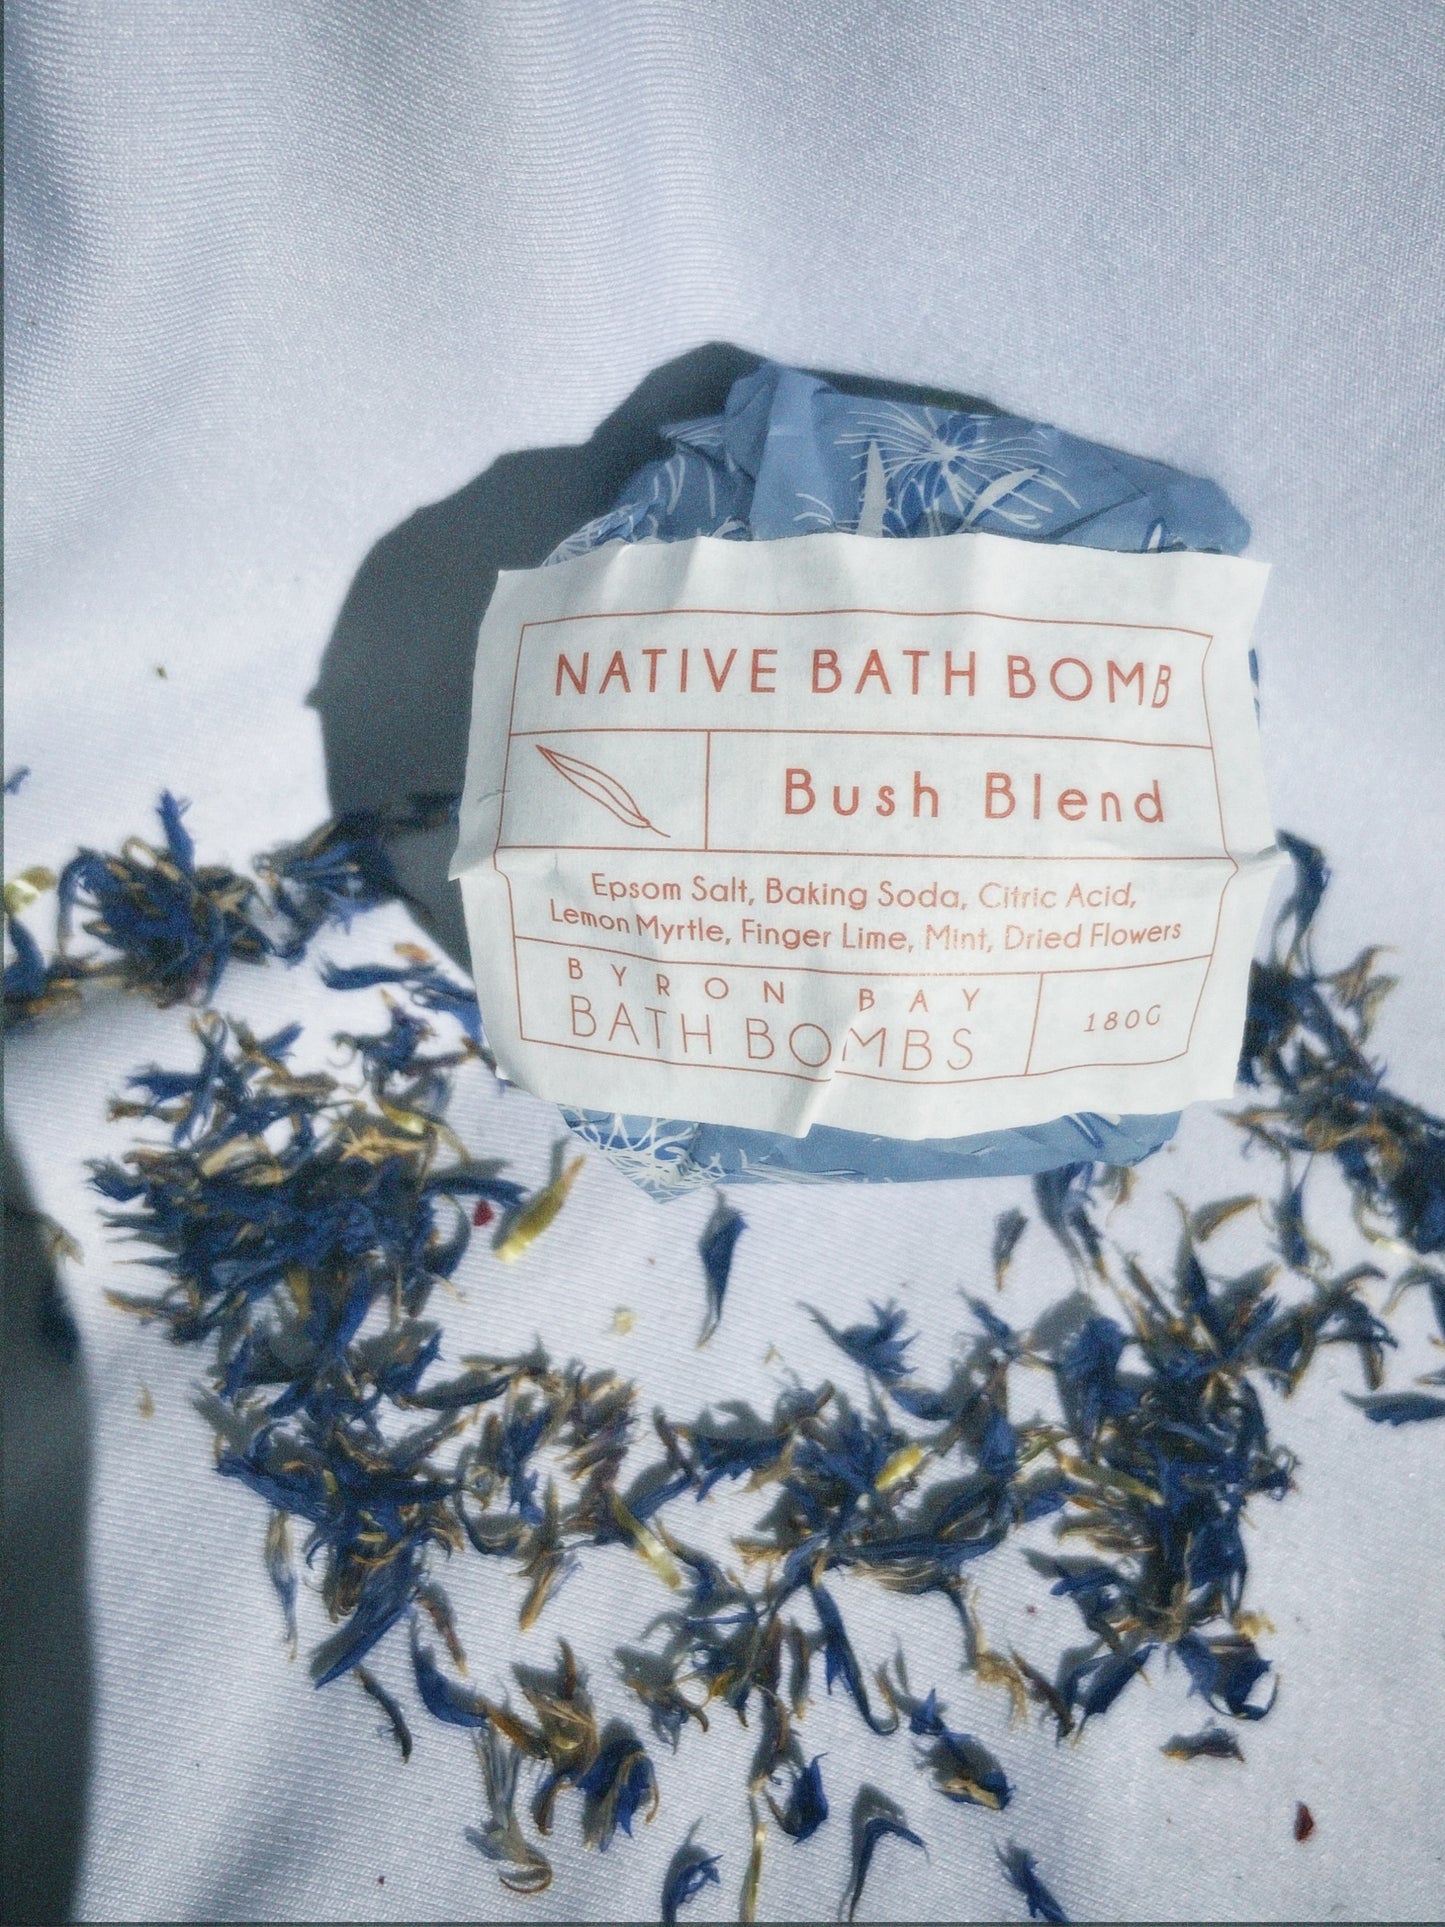 NATIVE BATH BOMB
Bush Blend
Epsom Salt, Baking Soda, Citric Acid,
Lemon Myrtle, Finger Lime, Mint, Dried Flowers
BYRON BAY
BATH BOMBS
180G